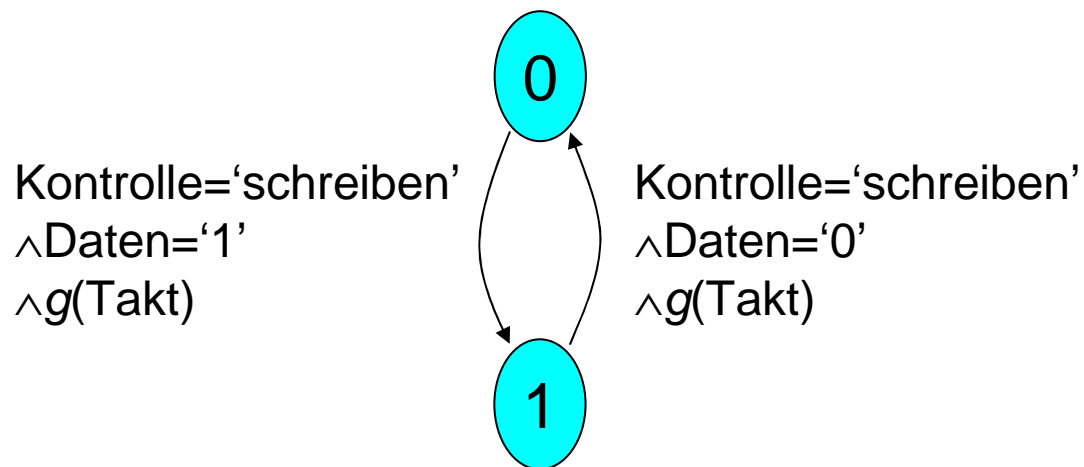 0
Kontrolle=‘schreiben’
∧Daten=‘1’
∧g(Takt)
Kontrolle=‘schreiben’
∧Daten=‘0’
∧g(Takt)
1